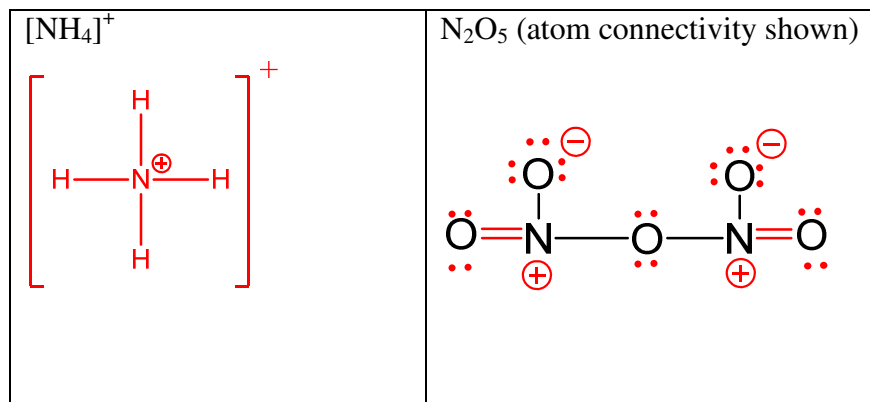 [NH₄]⁺
N₂O₅ (atom connectivity shown)
+
H
H N ⊕ H
H
⊖ ⊖
O O
O N O N O
⊕ ⊕